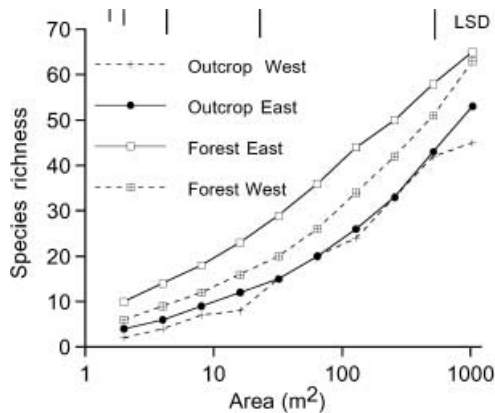 LSD
70
60
50
40
30
20
10
0
Species richness
Outcrop West
Outcrop East
Forest East
Forest West
1 10 100 1000
Area (m2)